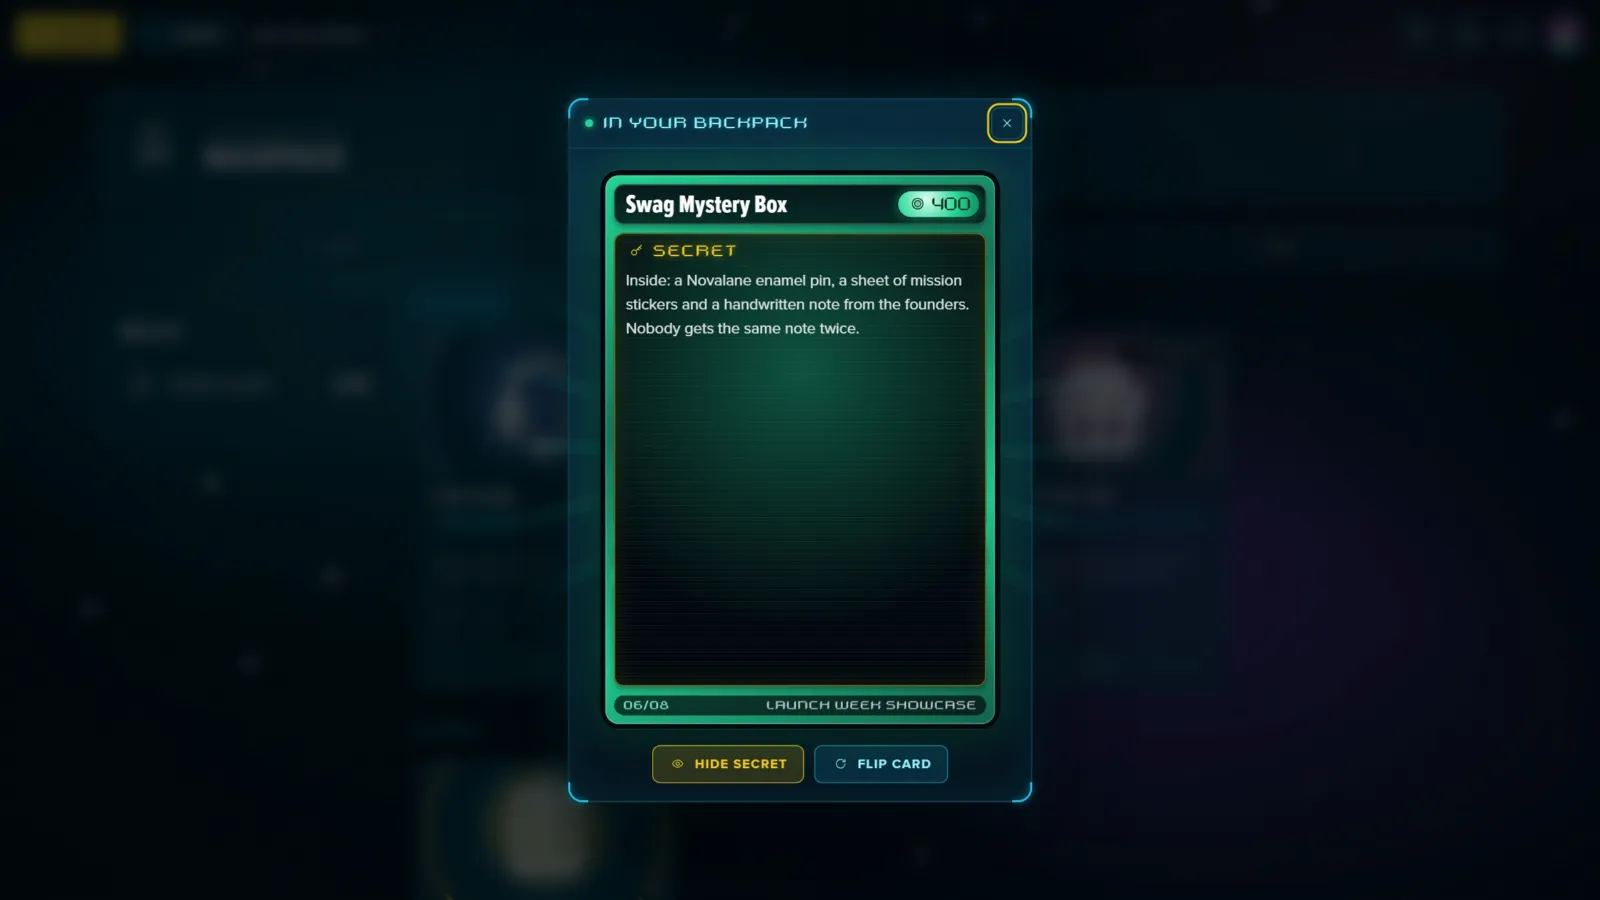 IN YOUR BACKPACK
Swag Mystery Box
400
SECRET
Inside: a Novalane enamel pin, a sheet of mission
stickers and a handwritten note from the founders.
Nobody gets the same note twice.
06/08
LAUNCH WEEK SHOWCASE
HIDE SECRET
FLIP CARD